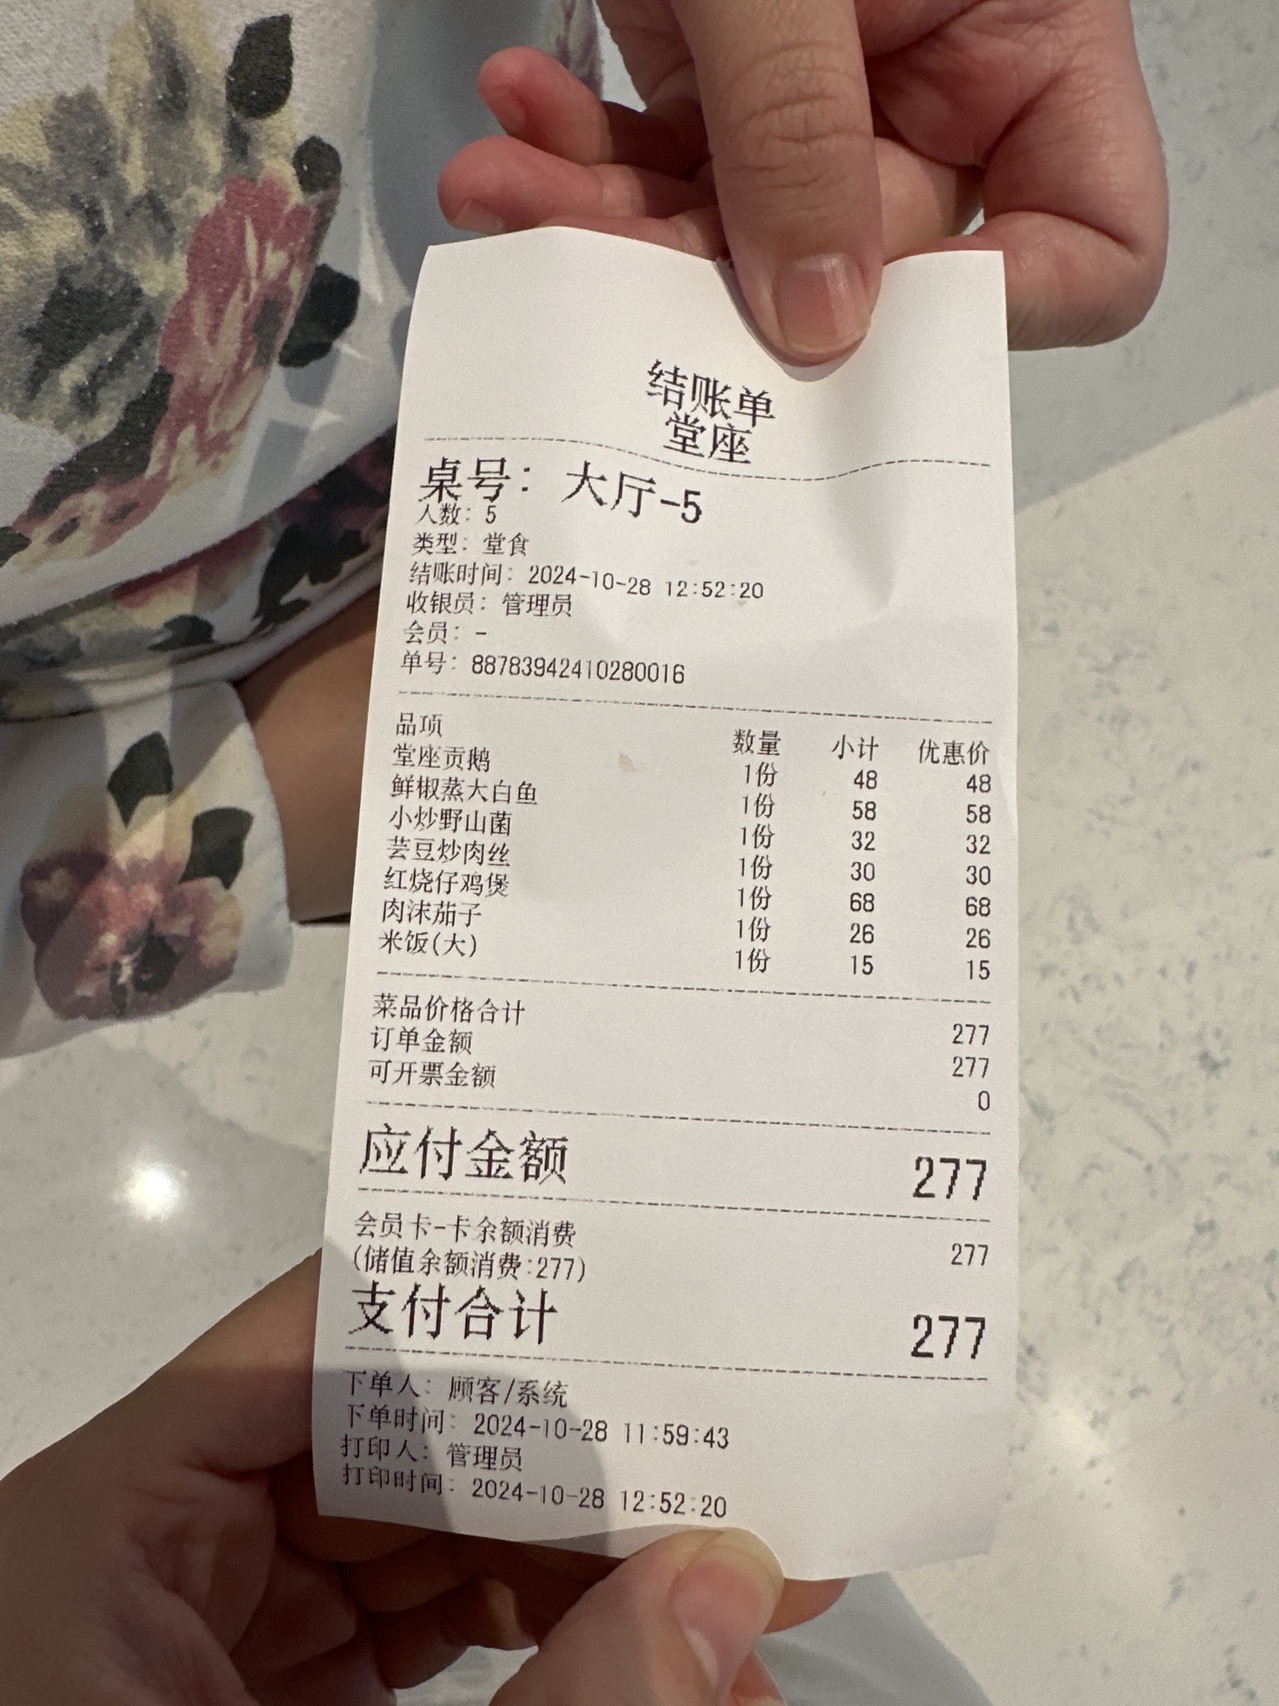 结账单
堂座
桌号: 大厅-5
人数: 5
类型: 堂食
结账时间: 2024-10-28 12:52:20
收银员: 管理员
会员: -
单号: 88783942410280016
品项 数量 小计 优惠价
堂座贡鹅 1份 48 48
鲜椒蒸大白鱼 1份 58 58
小炒野山菌 1份 32 32
芸豆炒肉丝 1份 30 30
红烧仔鸡煲 1份 68 68
肉沫茄子 1份 26 26
米饭(大) 1份 15 15
菜品价格合计 277
订单金额 277
可开票金额 0
应付金额 277
会员卡-卡余额消费 277
(储值余额消费:277)
支付合计 277
下单人: 顾客/系统
下单时间: 2024-10-28 11:59:43
打印人: 管理员
打印时间: 2024-10-28 12:52:20